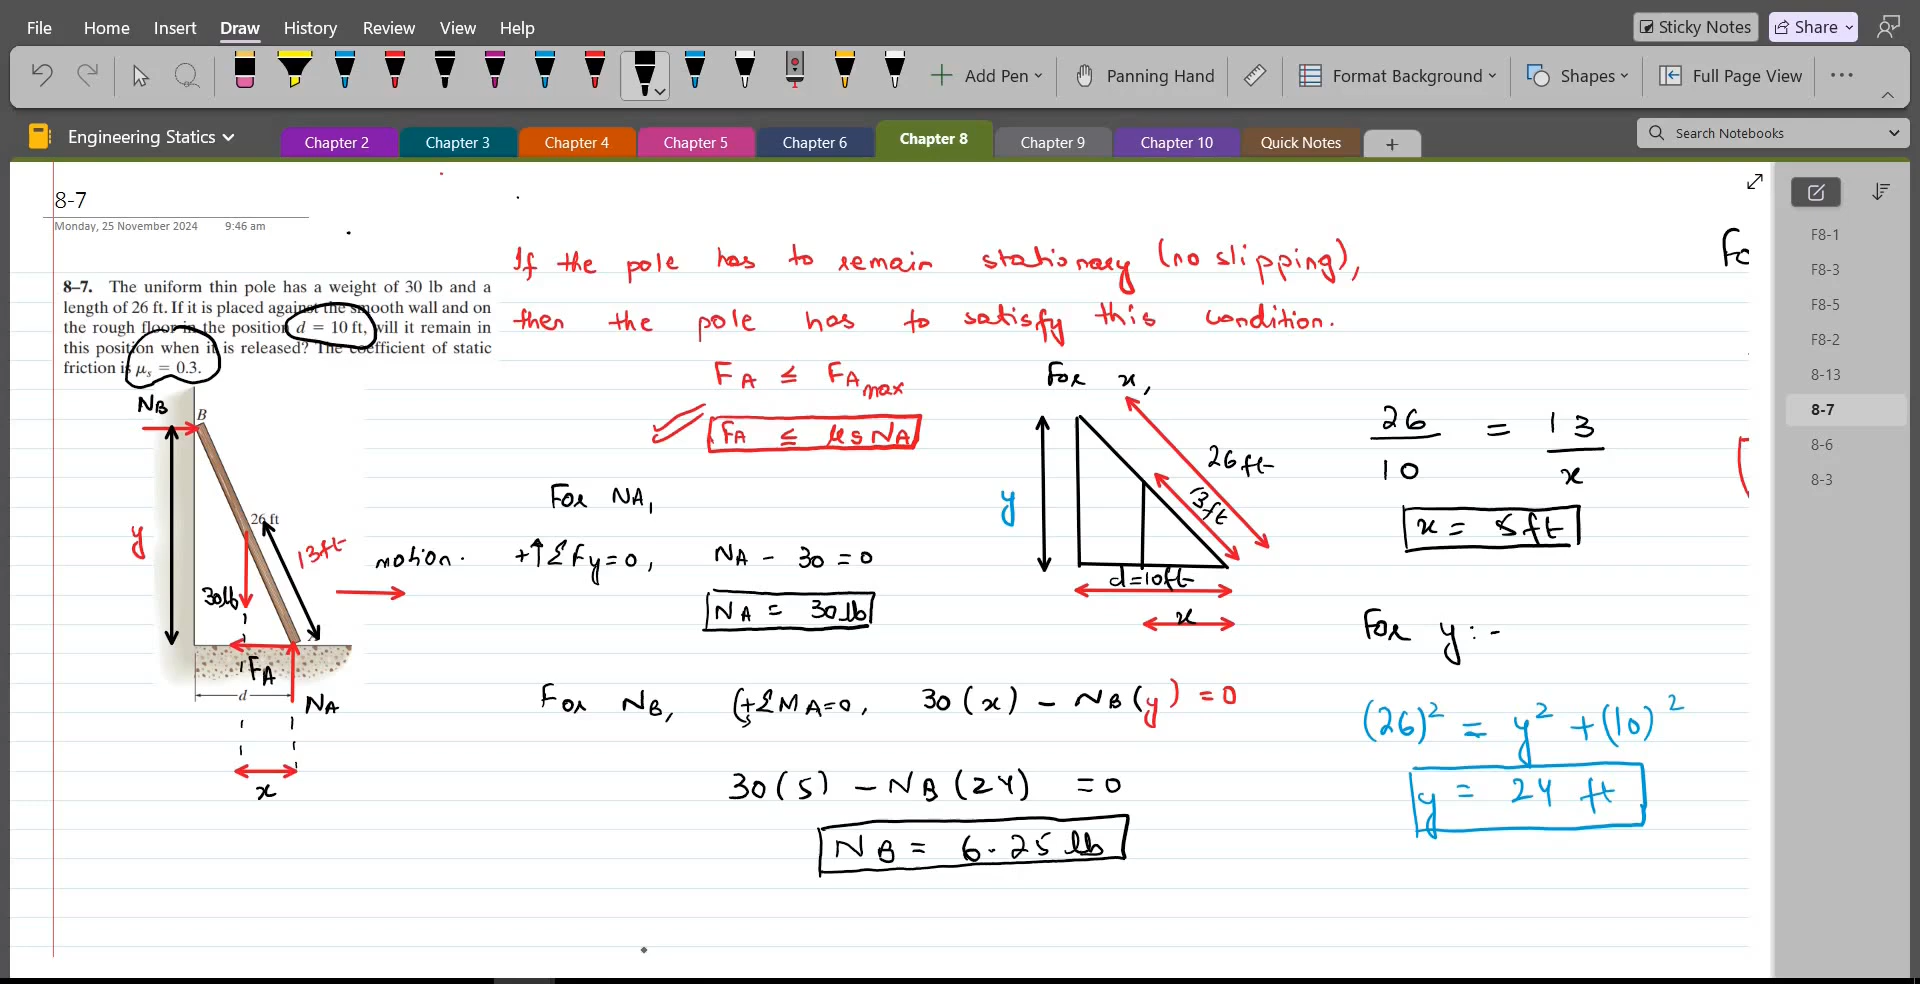 File Home Insert Draw History Review View Help
Sticky Notes Share
Add Pen Panning Hand Format Background Shapes Full Page View
Engineering Statics Chapter 2 Chapter 3 Chapter 4 Chapter 5 Chapter 6 Chapter 8 Chapter 9 Chapter 10 Quick Notes + Search Notebooks
8-7
Monday, 25 November 2024 9:46 am
8–7. The uniform thin pole has a weight of 30 lb and a
length of 26 ft. If it is placed against the smooth wall and on
the rough floor in the position d = 10 ft, will it remain in
this position when it is released? The coefficient of static
friction is μs = 0.3.
If the pole has to remain stationary (no slipping),
then the pole has to satisfy this condition.
FA ≤ FAmax
FA ≤ μs NA
NB
B
y
26 ft
13ft
30lb
A
FA
d
NA
x
motion.
For NA,
+↑ΣFy=0, NA - 30 = 0
NA = 30 lb
For NB, (+ΣMA=0, 30(x) - NB(y) = 0
30(5) - NB(24) = 0
NB = 6.25 lb
For x,
y
26ft
13ft
d=10ft
x
26/10 = 13/x
x = 5ft
For y:-
(26)² = y² + (10)²
y = 24 ft
Fo
F8-1
F8-3
F8-5
F8-2
8-13
8-7
8-6
8-3